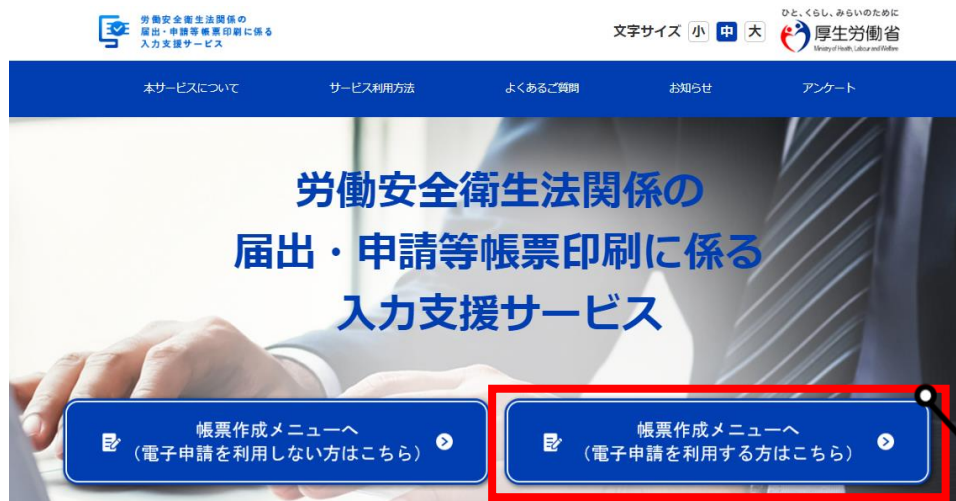 労働安全衛生法関係の
届出・申請等帳票印刷に係る
入力支援サービス
文字サイズ 小 中 大
ひと、くらし、みらいのために
厚生労働省
Ministry of Health, Labour and Welfare
本サービスについて サービス利用方法 よくあるご質問 お知らせ アンケート
労働安全衛生法関係の
届出・申請等帳票印刷に係る
入力支援サービス
帳票作成メニューへ
（電子申請を利用しない方はこちら）
帳票作成メニューへ
（電子申請を利用する方はこちら）